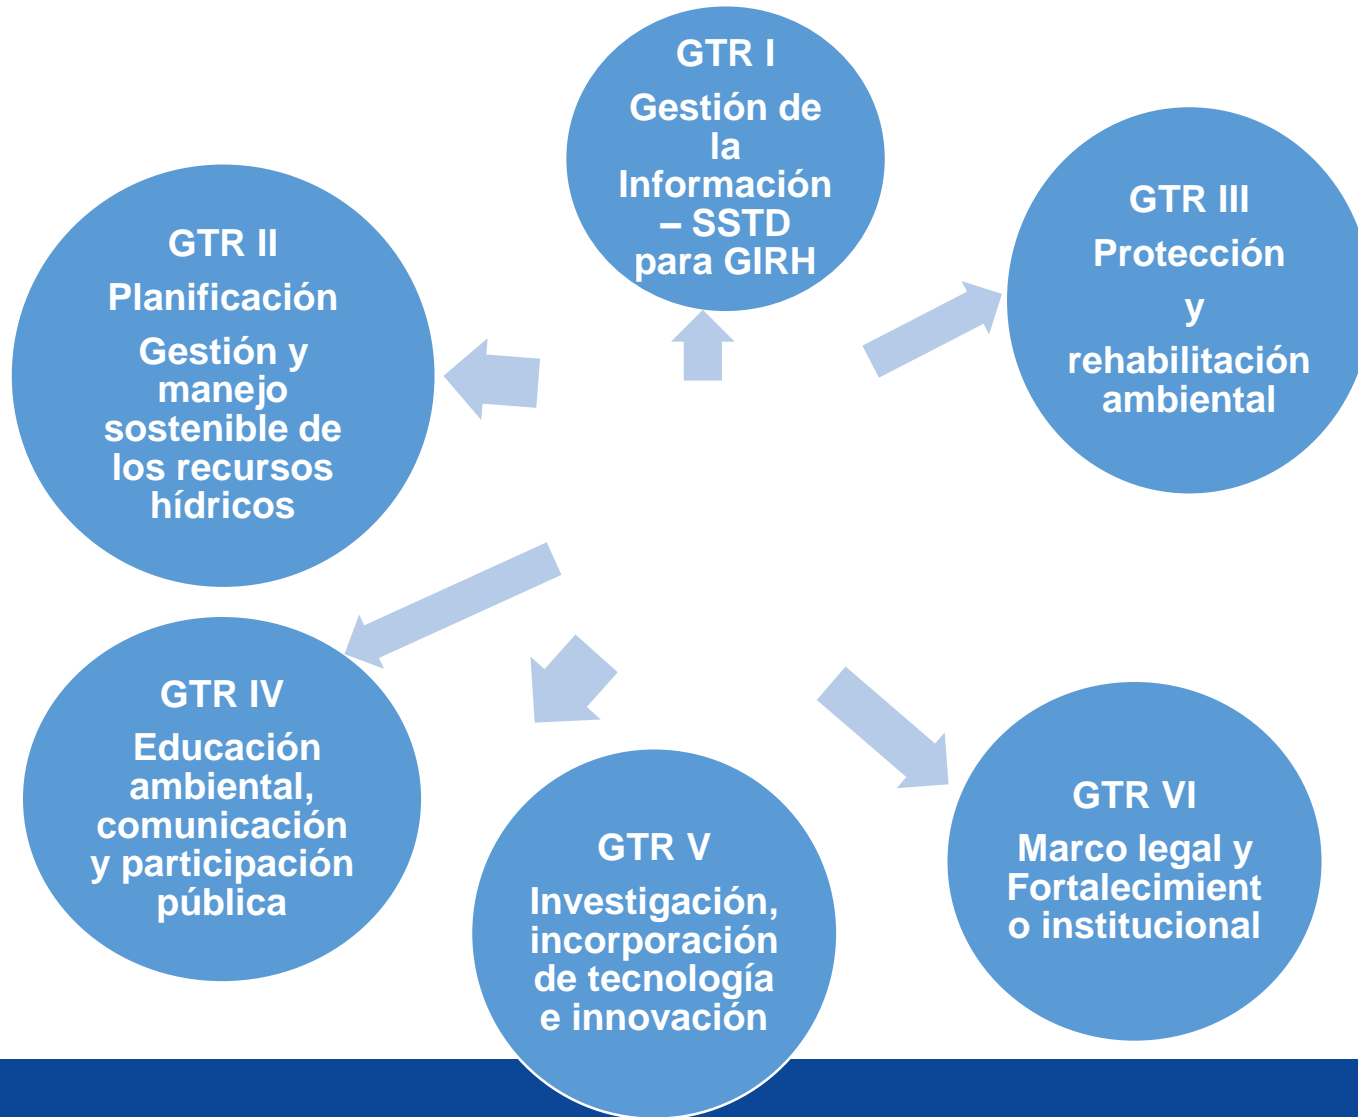 GTR I
Gestión de
la
Información
– SSTD
para GIRH
GTR II
Planificación
Gestión y
manejo
sostenible de
los recursos
hídricos
GTR III
Protección
y
rehabilitación
ambiental
GTR IV
Educación
ambiental,
comunicación
y participación
pública
GTR V
Investigación,
incorporación
de tecnología
e innovación
GTR VI
Marco legal y
Fortalecimient
o institucional